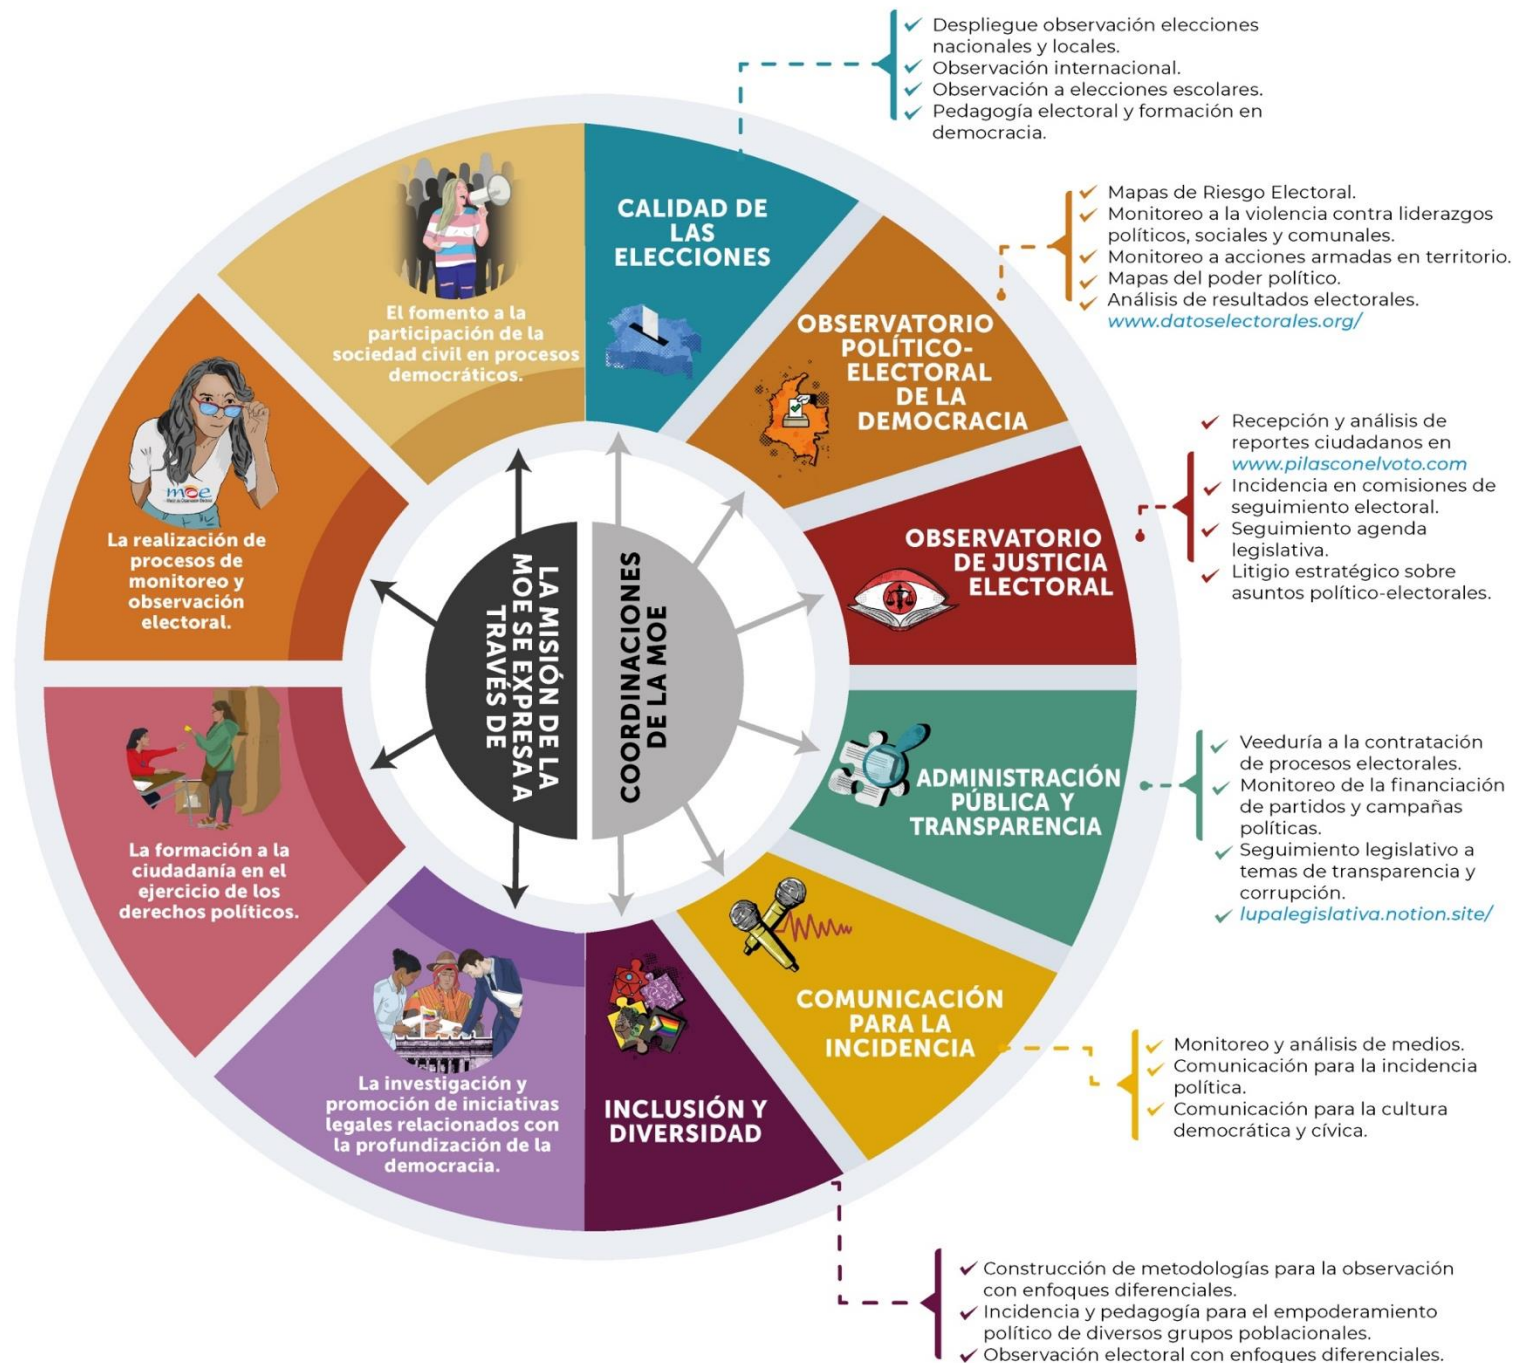 Despliegue observación elecciones
nacionales y locales.
Observación internacional.
Observación a elecciones escolares.
Pedagogía electoral y formación en
democracia.
Mapas de Riesgo Electoral.
Monitoreo a la violencia contra liderazgos
políticos, sociales y comunales.
Monitoreo a acciones armadas en territorio.
Mapas del poder político.
Análisis de resultados electorales.
www.datoselectorales.org/
Recepción y análisis de
reportes ciudadanos en
www.pilasconelvoto.com
Incidencia en comisiones de
seguimiento electoral.
Seguimiento agenda
legislativa.
Litigio estratégico sobre
asuntos político-electorales.
Veeduría a la contratación
de procesos electorales.
Monitoreo de la financiación
de partidos y campañas
políticas.
Seguimiento legislativo a
temas de transparencia y
corrupción.
lupalegislativa.notion.site/
Monitoreo y análisis de medios.
Comunicación para la incidencia
política.
Comunicación para la cultura
democrática y cívica.
Construcción de metodologías para la observación
con enfoques diferenciales.
Incidencia y pedagogía para el empoderamiento
político de diversos grupos poblacionales.
Observación electoral con enfoques diferenciales.
CALIDAD DE
LAS
ELECCIONES
OBSERVATORIO
POLÍTICO-
ELECTORAL
DE LA
DEMOCRACIA
OBSERVATORIO
DE JUSTICIA
ELECTORAL
ADMINISTRACIÓN
PÚBLICA Y
TRANSPARENCIA
COMUNICACIÓN
PARA LA
INCIDENCIA
INCLUSIÓN Y
DIVERSIDAD
La investigación y
promoción de iniciativas
legales relacionados con
la profundización de la
democracia.
La formación a la
ciudadanía en el
ejercicio de los
derechos políticos.
moe
La realización de
procesos de
monitoreo y
observación
electoral.
El fomento a la
participación de la
sociedad civil en procesos
democráticos.
LA MISIÓN DE LA
MOE SE EXPRESA A
TRAVÉS DE
COORDINACIONES
DE LA MOE